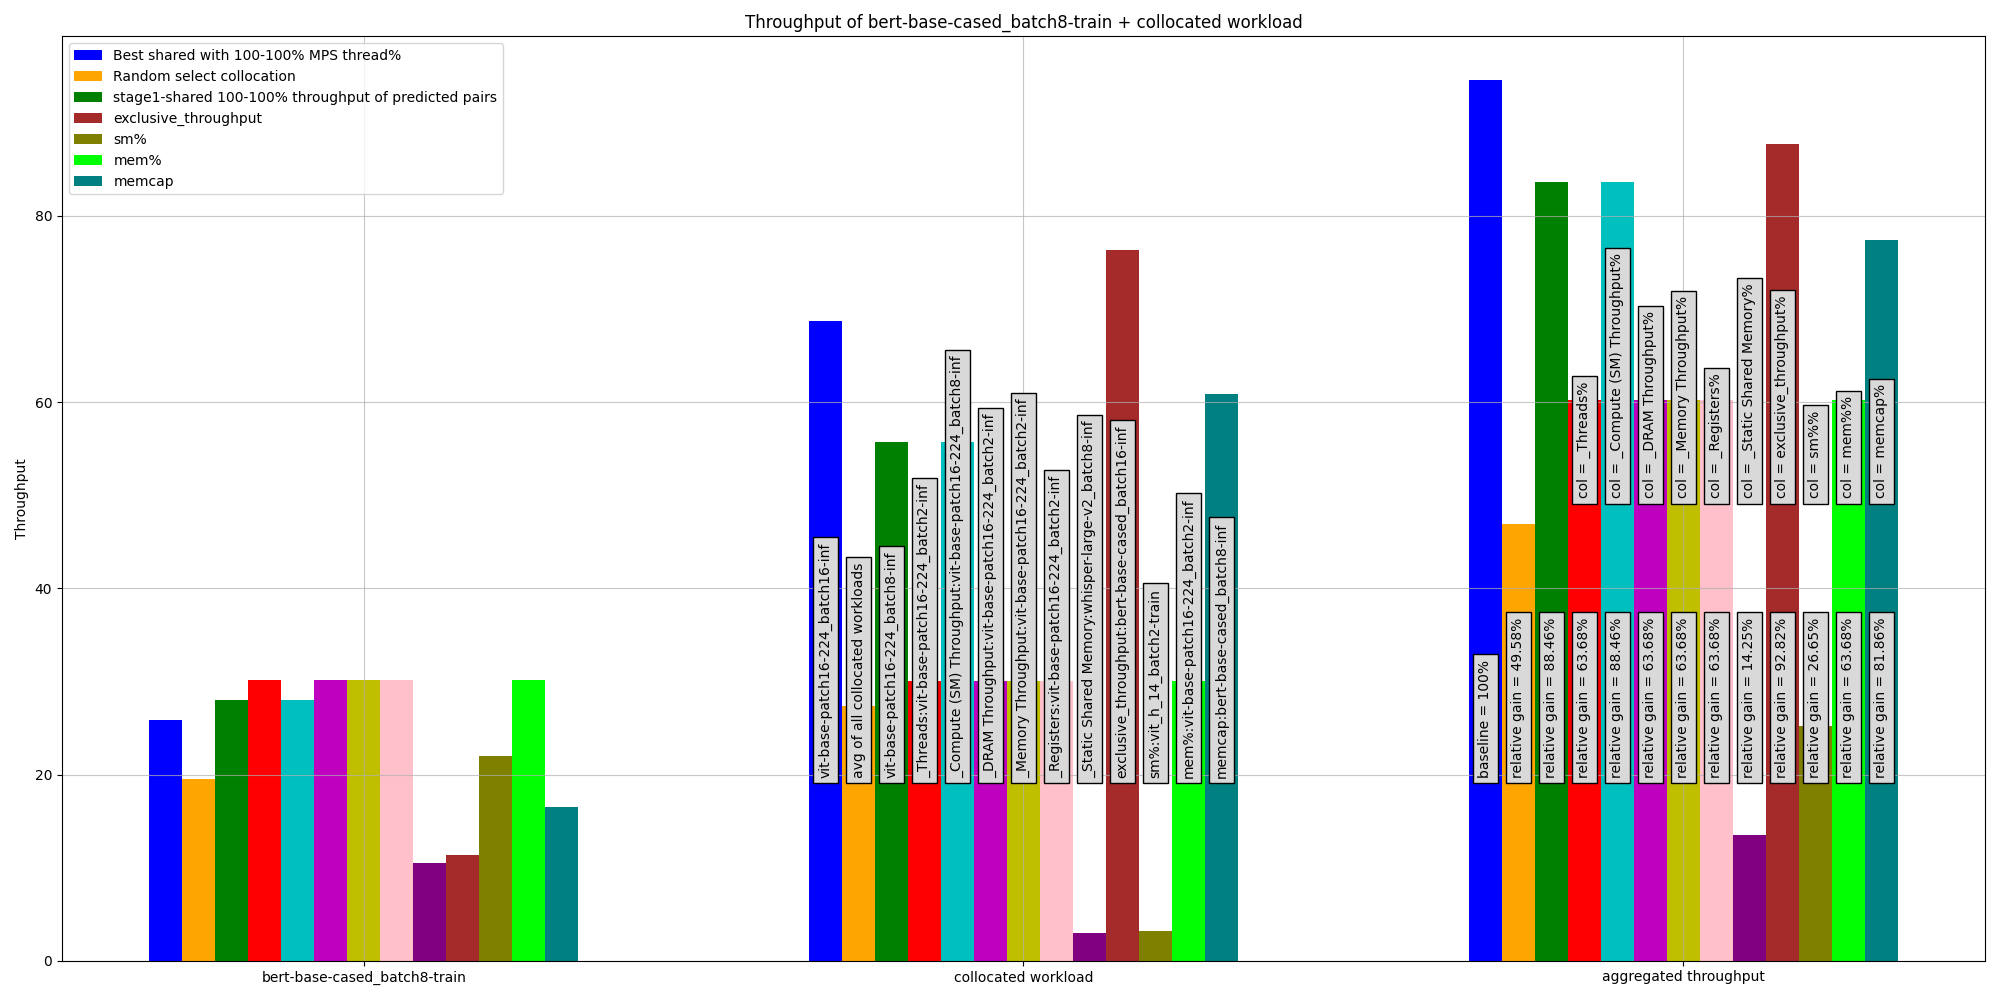 Throughput of bert-base-cased_batch8-train + collocated workload
Best shared with 100-100% MPS thread%
Random select collocation
stage1-shared 100-100% throughput of predicted pairs
exclusive_throughput
sm%
mem%
memcap
Throughput
80
60
40
20
0
vit-base-patch16-224_batch16-inf
avg of all collocated workloads
vit-base-patch16-224_batch8-inf
_Threads:vit-base-patch16-224_batch2-inf
_Compute (SM) Throughput:vit-base-patch16-224_batch8-inf
_DRAM Throughput:vit-base-patch16-224_batch2-inf
_Memory Throughput:vit-base-patch16-224_batch2-inf
_Registers:vit-base-patch16-224_batch2-inf
_Static Shared Memory:whisper-large-v2_batch8-inf
exclusive_throughput:bert-base-cased_batch16-inf
sm%:vit_h_14_batch2-train
mem%:vit-base-patch16-224_batch2-inf
memcap:bert-base-cased_batch8-inf
col = _Threads%
col = _Compute (SM) Throughput%
col = _DRAM Throughput%
col = _Memory Throughput%
col = _Registers%
col = _Static Shared Memory%
col = exclusive_throughput%
col = sm%%
col = mem%%
col = memcap%
baseline = 100%
relative gain = 49.58%
relative gain = 88.46%
relative gain = 63.68%
relative gain = 88.46%
relative gain = 63.68%
relative gain = 63.68%
relative gain = 63.68%
relative gain = 14.25%
relative gain = 92.82%
relative gain = 26.65%
relative gain = 63.68%
relative gain = 81.86%
bert-base-cased_batch8-train
collocated workload
aggregated throughput